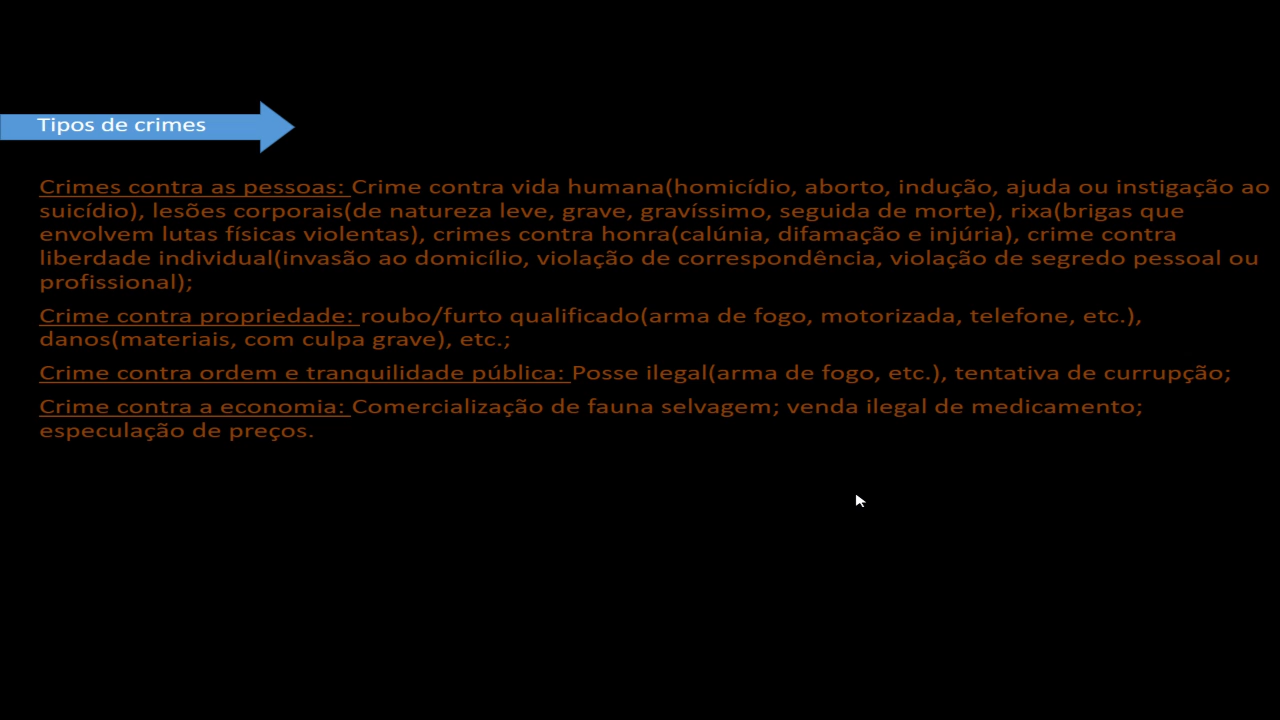 Tipos de crimes
Crimes contra as pessoas: Crime contra vida humana(homicídio, aborto, indução, ajuda ou instigação ao
suicídio), lesões corporais(de natureza leve, grave, gravíssimo, seguida de morte), rixa(brigas que
envolvem lutas físicas violentas), crimes contra honra(calúnia, difamação e injúria), crime contra
liberdade individual(invasão ao domicílio, violação de correspondência, violação de segredo pessoal ou
profissional);
Crime contra propriedade: roubo/furto qualificado(arma de fogo, motorizada, telefone, etc.),
danos(materiais, com culpa grave), etc.;
Crime contra ordem e tranquilidade pública: Posse ilegal(arma de fogo, etc.), tentativa de currupção;
Crime contra a economia: Comercialização de fauna selvagem; venda ilegal de medicamento;
especulação de preços.